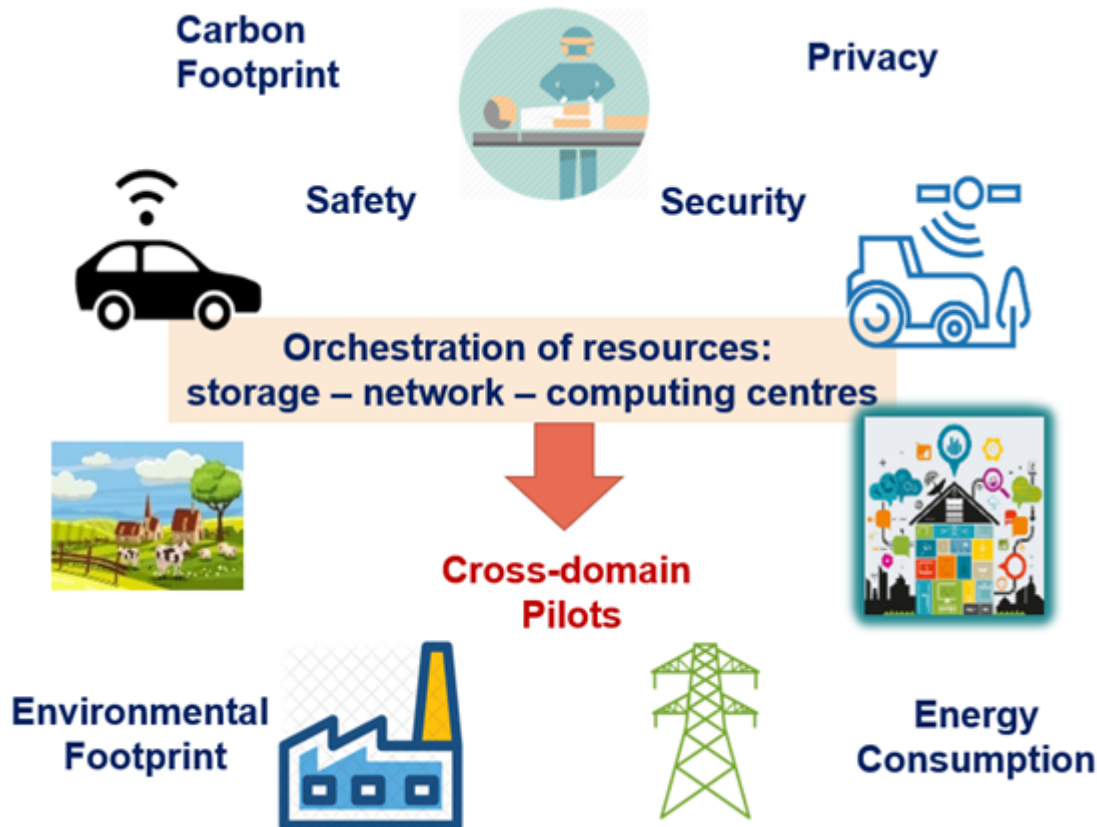 Carbon
Footprint
Privacy
Safety
Security
Orchestration of resources:
storage – network – computing centres
Cross-domain
Pilots
Environmental
Footprint
Energy
Consumption